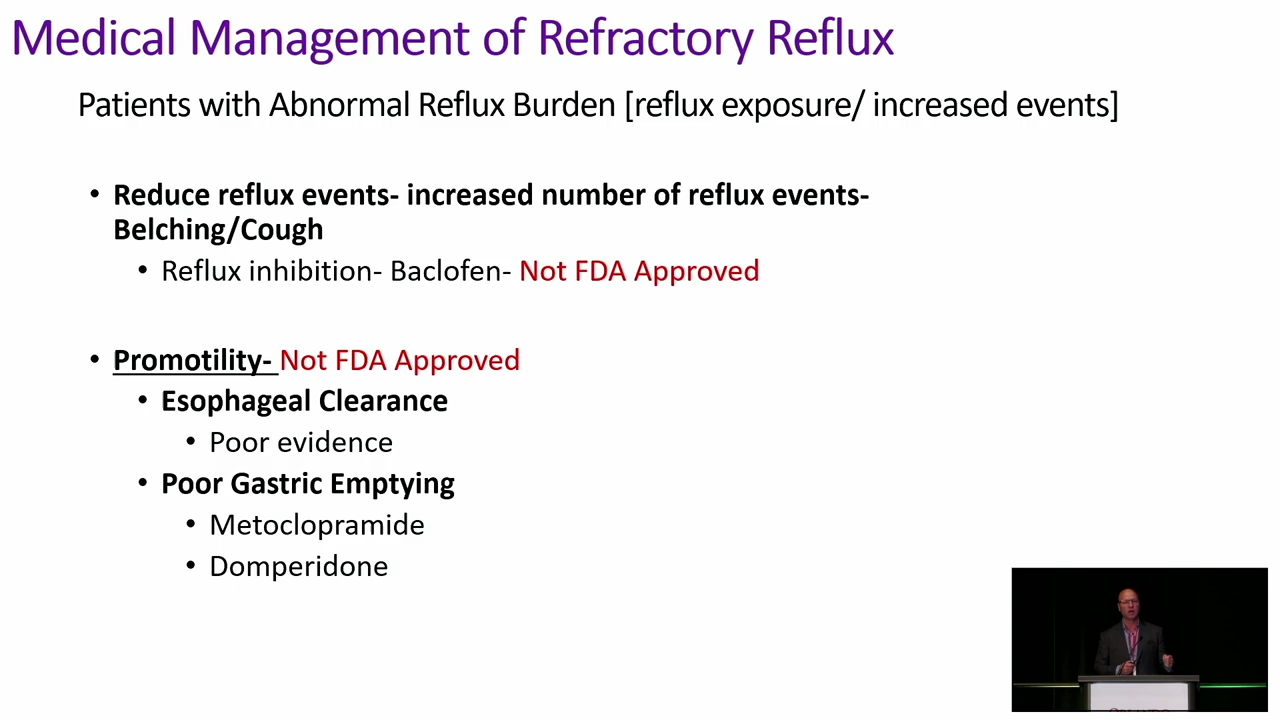 Medical Management of Refractory Reflux
Patients with Abnormal Reflux Burden [reflux exposure/ increased events]
• Reduce reflux events- increased number of reflux events-
Belching/Cough
• Reflux inhibition- Baclofen- Not FDA Approved
• Promotility- Not FDA Approved
• Esophageal Clearance
• Poor evidence
• Poor Gastric Emptying
• Metoclopramide
• Domperidone